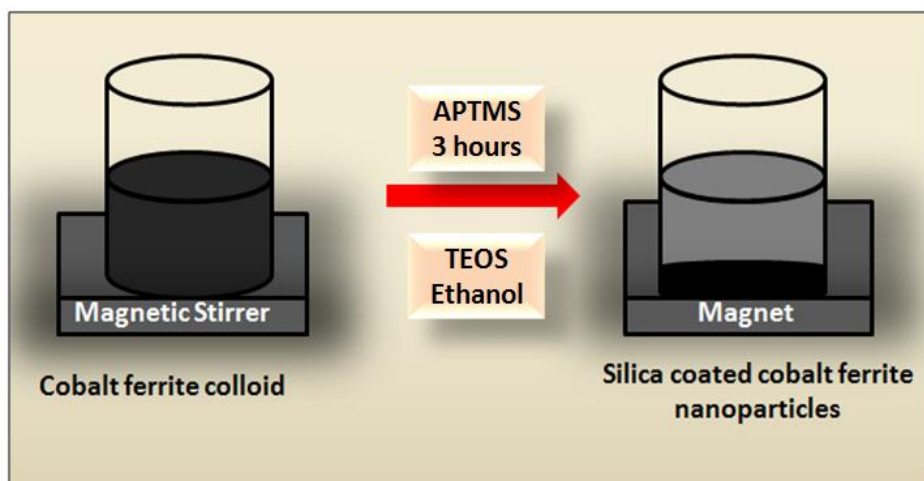 APTMS
3 hours
TEOS
Ethanol
Magnetic Stirrer
Magnet
Cobalt ferrite colloid
Silica coated cobalt ferrite
nanoparticles